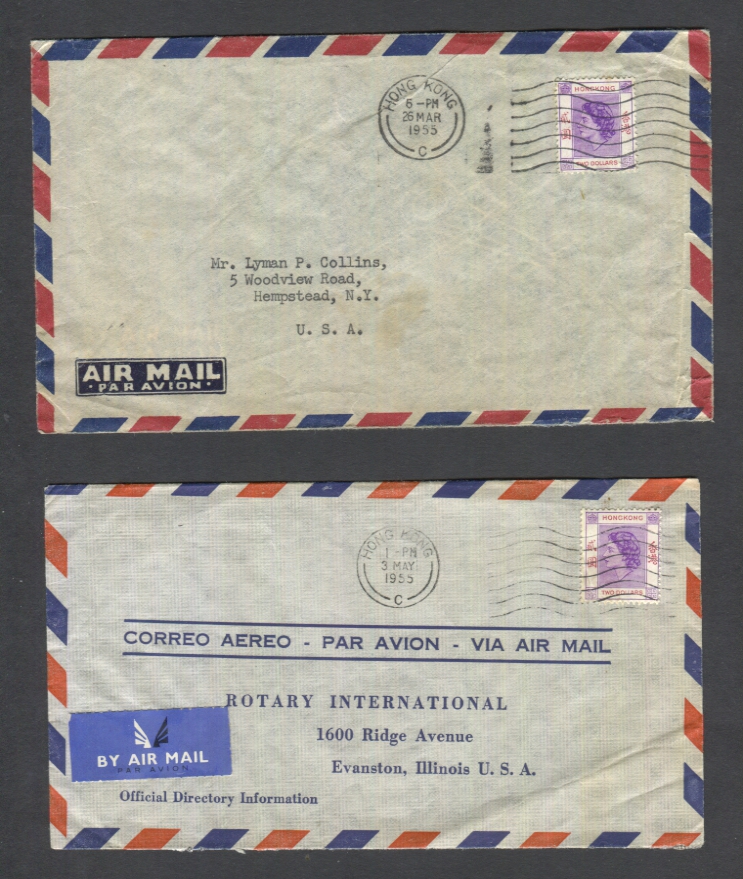 HONG KONG
6-PM
26 MAR
1955
C
HONGKONG
TWO DOLLARS
Mr. Lyman P. Collins,
5 Woodview Road,
Hempstead, N.Y.
U. S. A.
AIR MAIL
· PAR AVION ·
HONG KONG
1-PM
3 MAY
1955
C
HONGKONG
TWO DOLLARS
CORREO AEREO - PAR AVION - VIA AIR MAIL
ROTARY INTERNATIONAL
1600 Ridge Avenue
Evanston, Illinois U. S. A.
BY AIR MAIL
PAR AVION
Official Directory Information